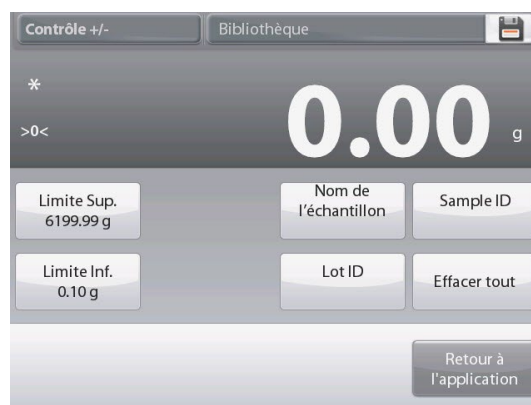 Contrôle +/-
Bibliothèque
*
>0<
0.00 g
Limite Sup.
6199.99 g
Nom de
l'échantillon
Sample ID
Limite Inf.
0.10 g
Lot ID
Effacer tout
Retour à
l'application